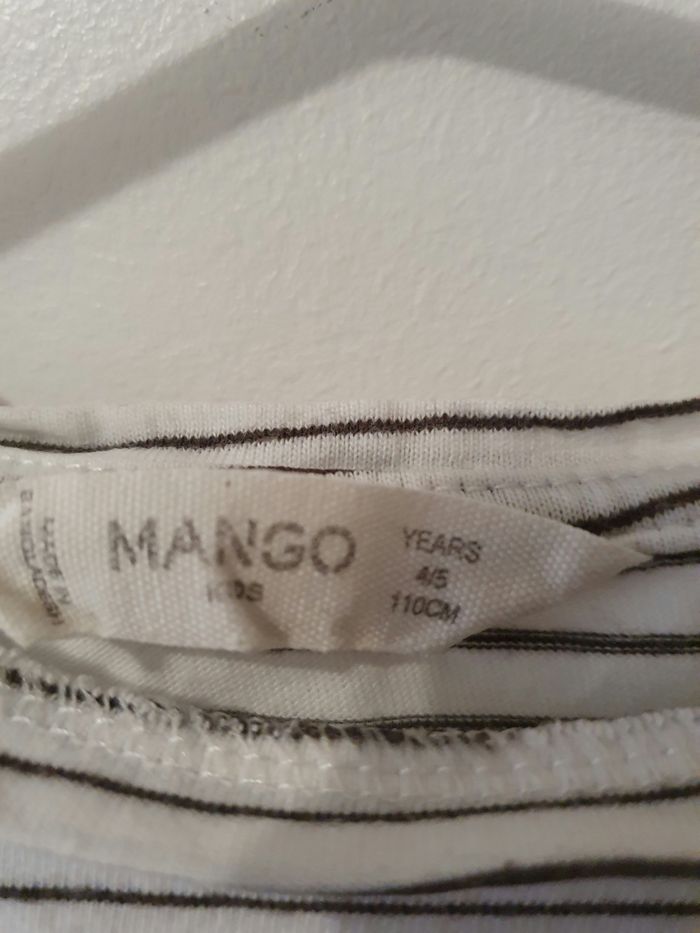 MADE IN
BANGLADESH
MANGO
KIDS
YEARS
4/5
110CM